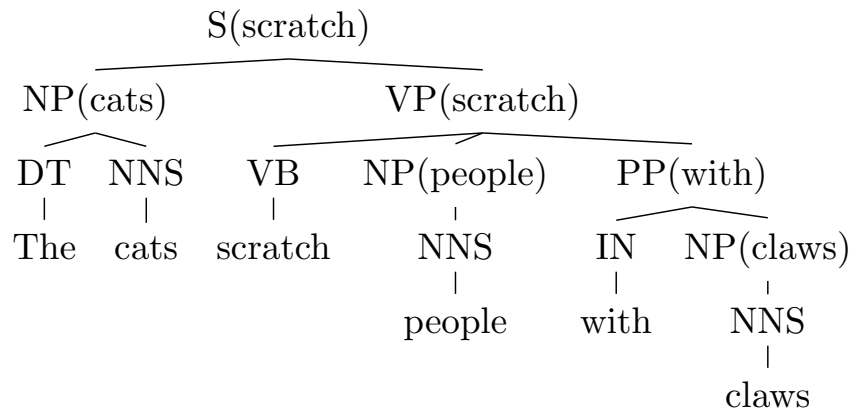 S(scratch)
NP(cats) VP(scratch)
DT NNS VB NP(people) PP(with)
The cats scratch NNS IN NP(claws)
people with NNS
claws